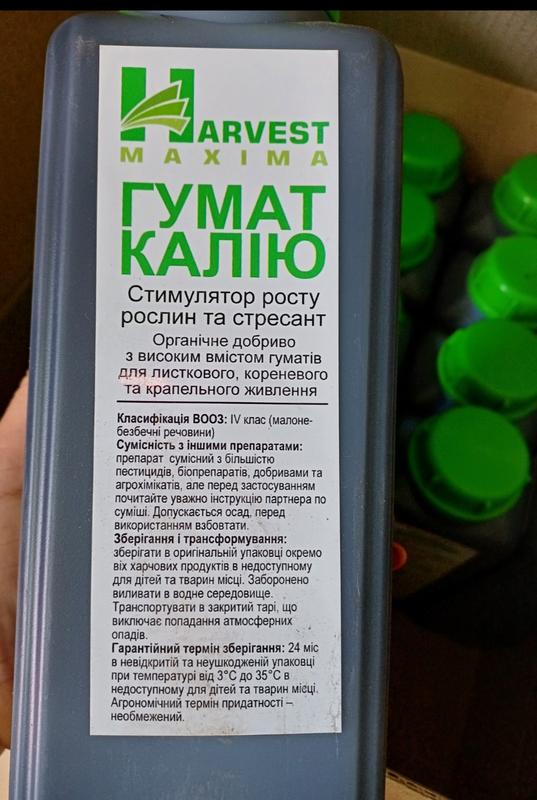 HARVEST
MAXIMA
ГУМАТ
КАЛІЮ
Стимулятор росту
рослин та стресант
Органічне добриво
з високим вмістом гуматів
для листкового, кореневого
та крапельного живлення
Класифікація ВООЗ: IV клас (малоне-
безбечні речовини)
Сумісність з іншими препаратами:
препарат сумісний з більшістю
пестицидів, біопрепаратів, добривами та
агрохімікатів, але перед застосуванням
почитайте уважно інструкцію партнера по
суміші. Допускається осад, перед
використанням взбовтати.
Зберігання і трансформування:
зберігати в оригінальній упаковці окремо
віх харчових продуктів в недоступному
для дітей та тварин місці. Заборонено
виливати в водне середовище.
Транспортувати в закритий тарі, що
виключає попадання атмосферних
опадів.
Гарантійний термін зберігання: 24 міс
в невідкритій та неушкодженій упаковці
при температурі від 3°С до 35°С в
недоступному для дітей та тварин місці.
Агрономічний термін придатності –
необмежений.